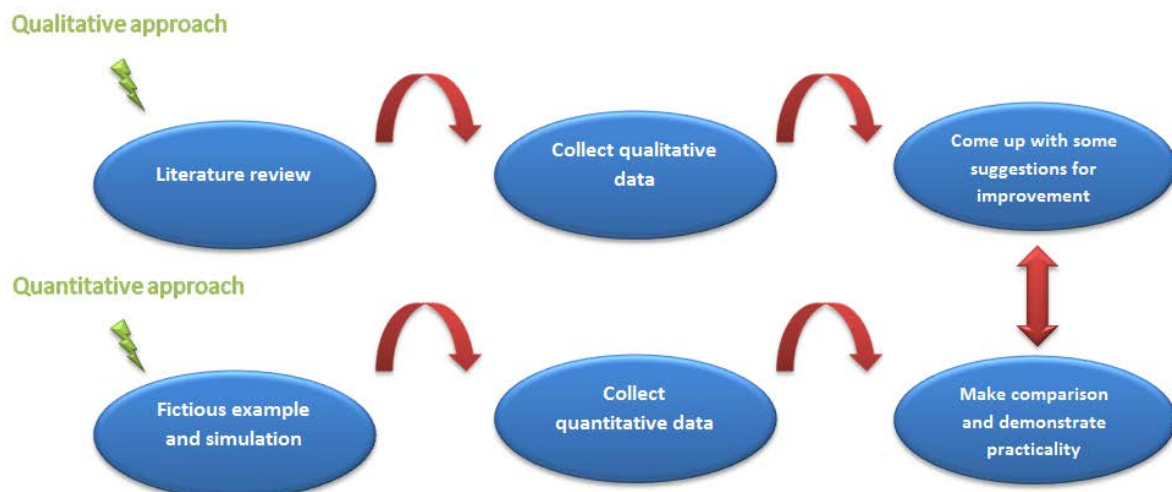 Qualitative approach
Literature review
Collect qualitative
data
Come up with some
suggestions for
improvement
Quantitative approach
Fictious example
and simulation
Collect
quantitative data
Make comparison
and demonstrate
practicality